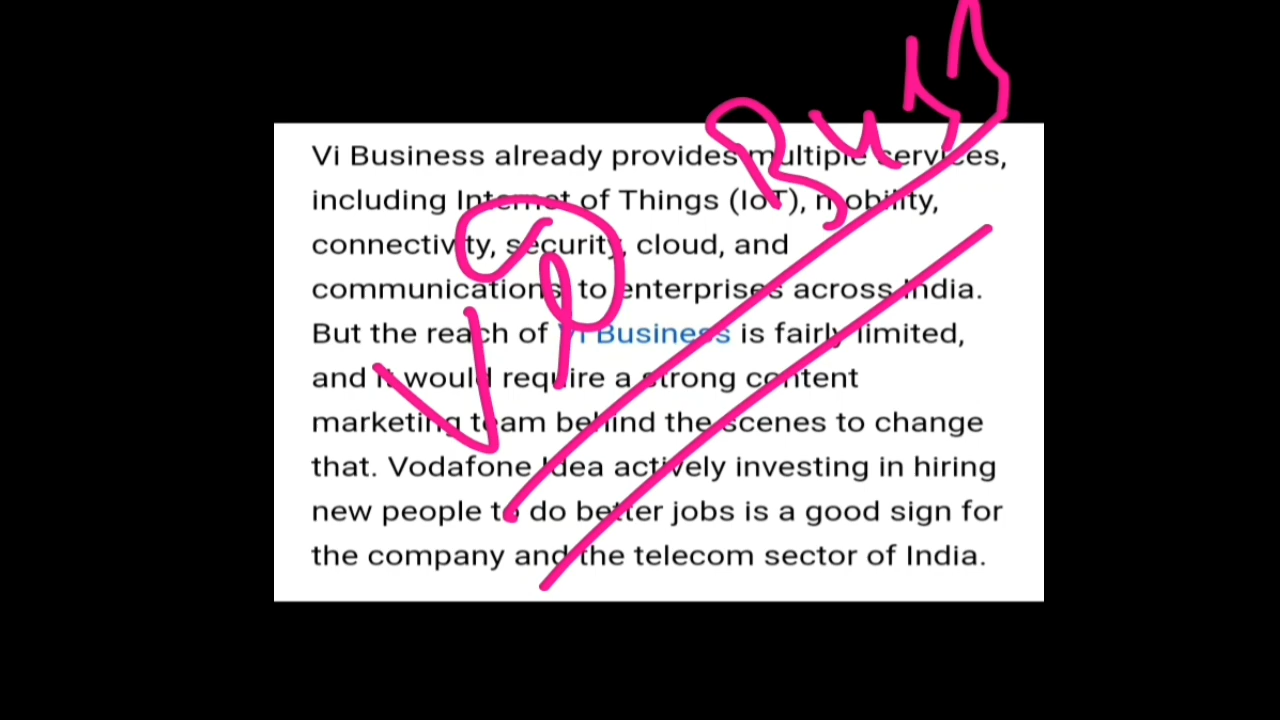 Vi Business already provides multiple services,
including Internet of Things (IoT), mobility,
connectivity, security, cloud, and
communications to enterprises across India.
But the reach of Vi Business is fairly limited,
and it would require a strong content
marketing team behind the scenes to change
that. Vodafone Idea actively investing in hiring
new people to do better jobs is a good sign for
the company and the telecom sector of India.